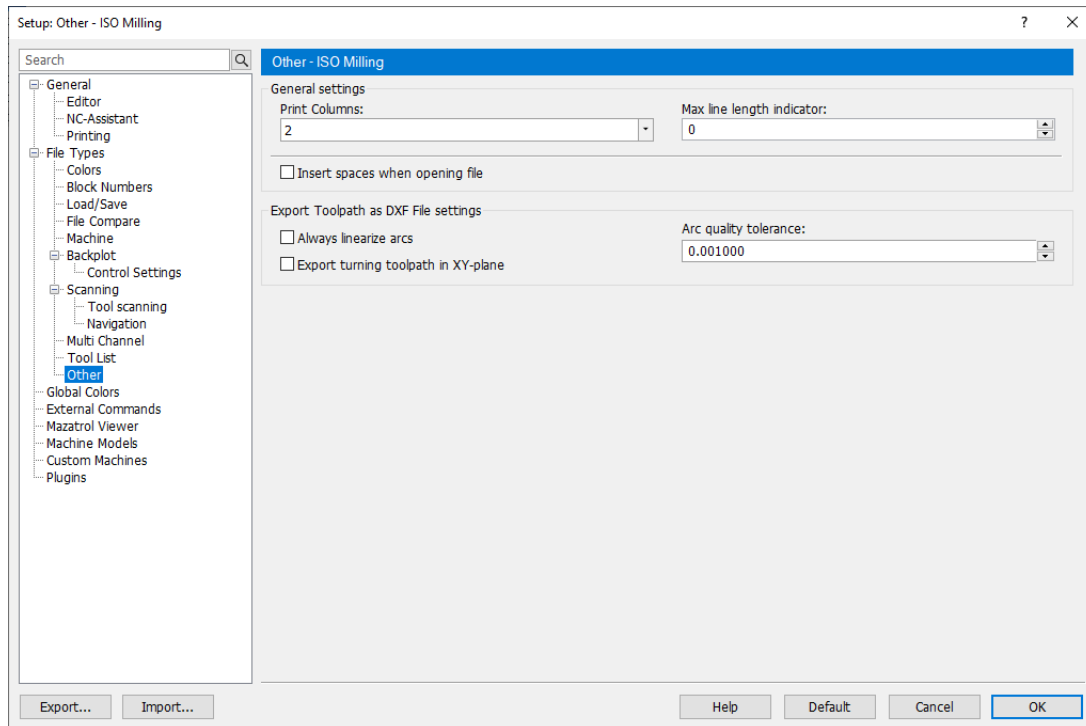 Setup: Other - ISO Milling
?
Search
General
Editor
NC-Assistant
Printing
File Types
Colors
Block Numbers
Load/Save
File Compare
Machine
Backplot
Control Settings
Scanning
Tool scanning
Navigation
Multi Channel
Tool List
Other
Global Colors
External Commands
Mazatrol Viewer
Machine Models
Custom Machines
Plugins
Other - ISO Milling
General settings
Print Columns: Max line length indicator:
2 0
Insert spaces when opening file
Export Toolpath as DXF File settings
Always linearize arcs
Arc quality tolerance:
0.001000
Export turning toolpath in XY-plane
Export... Import... Help Default Cancel OK